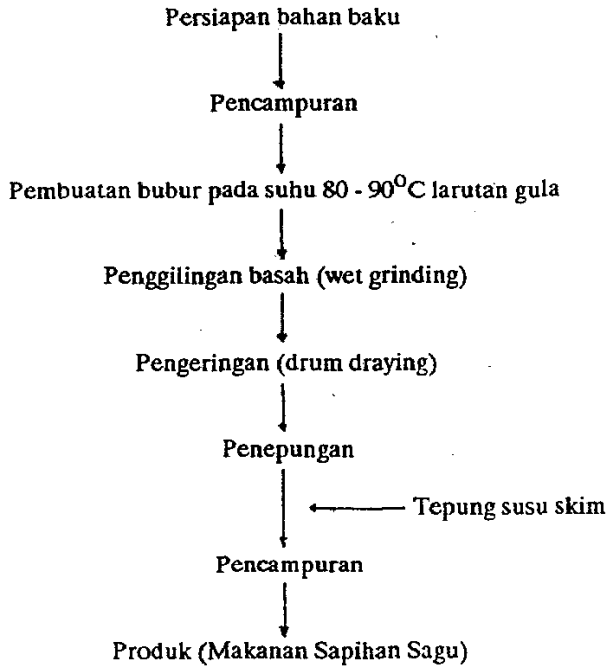 Persiapan bahan baku
Pencampuran
Pembuatan bubur pada suhu 80 - 90⁰C larutan gula
Penggilingan basah (wet grinding)
Pengeringan (drum draying)
Penepungan
Tepung susu skim
Pencampuran
Produk (Makanan Sapihan Sagu)